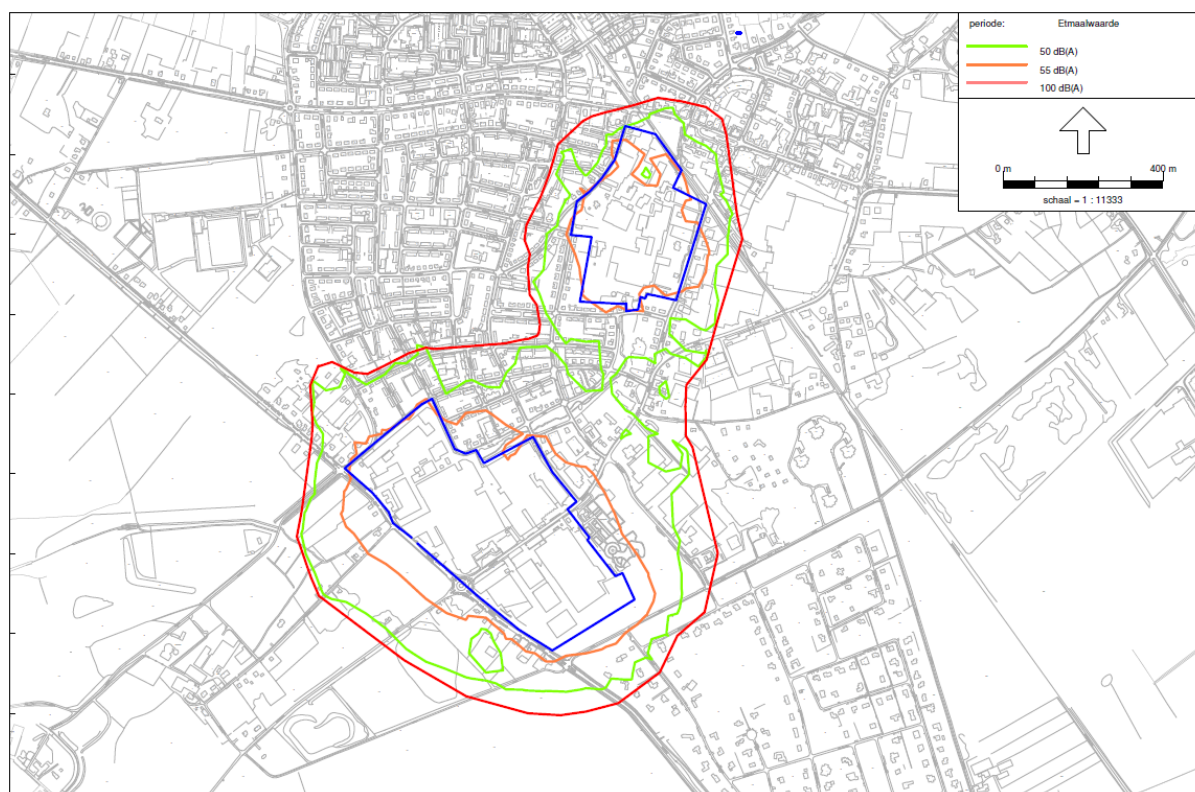 periode: Etmaalwaarde
50 dB(A)
55 dB(A)
100 dB(A)
0 m 400 m
schaal = 1 : 11333